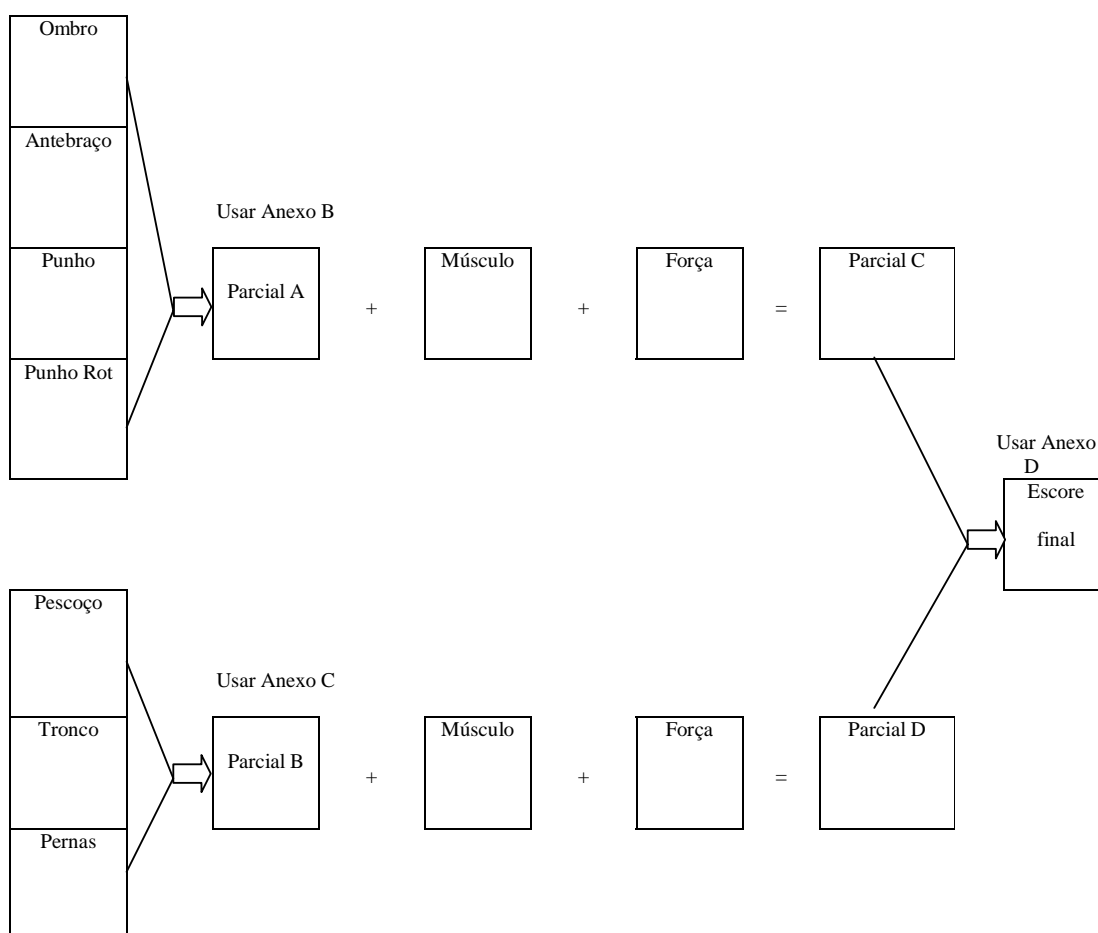 Ombro
Antebraço
Usar Anexo B
Punho
Parcial A
+
Músculo
+
Força
=
Parcial C
Punho Rot
Usar Anexo
D
Escore
final
Pescoço
Usar Anexo C
Tronco
Parcial B
+
Músculo
+
Força
=
Parcial D
Pernas